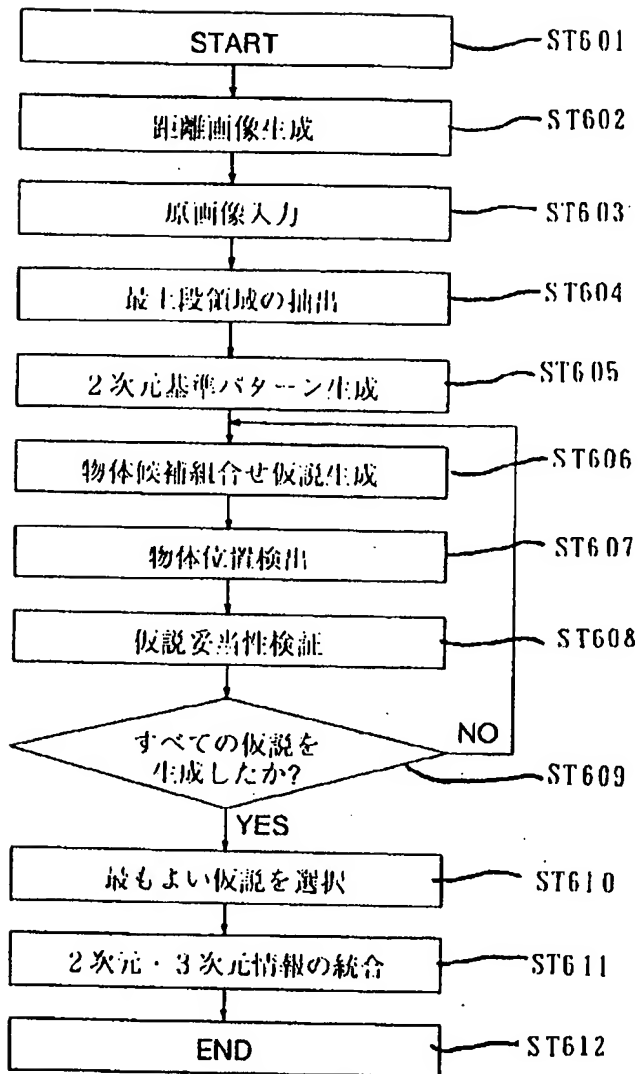 START
ST601
距離画像生成
ST602
原画像入力
ST603
最上段領域の抽出
ST604
2次元基準パターン生成
ST605
物体候補組合せ仮説生成
ST606
物体位置検出
ST607
仮説妥当性検証
ST608
すべての仮説を
生成したか?
NO
ST609
YES
最もよい仮説を選択
ST610
2次元・3次元情報の統合
ST611
END
ST612